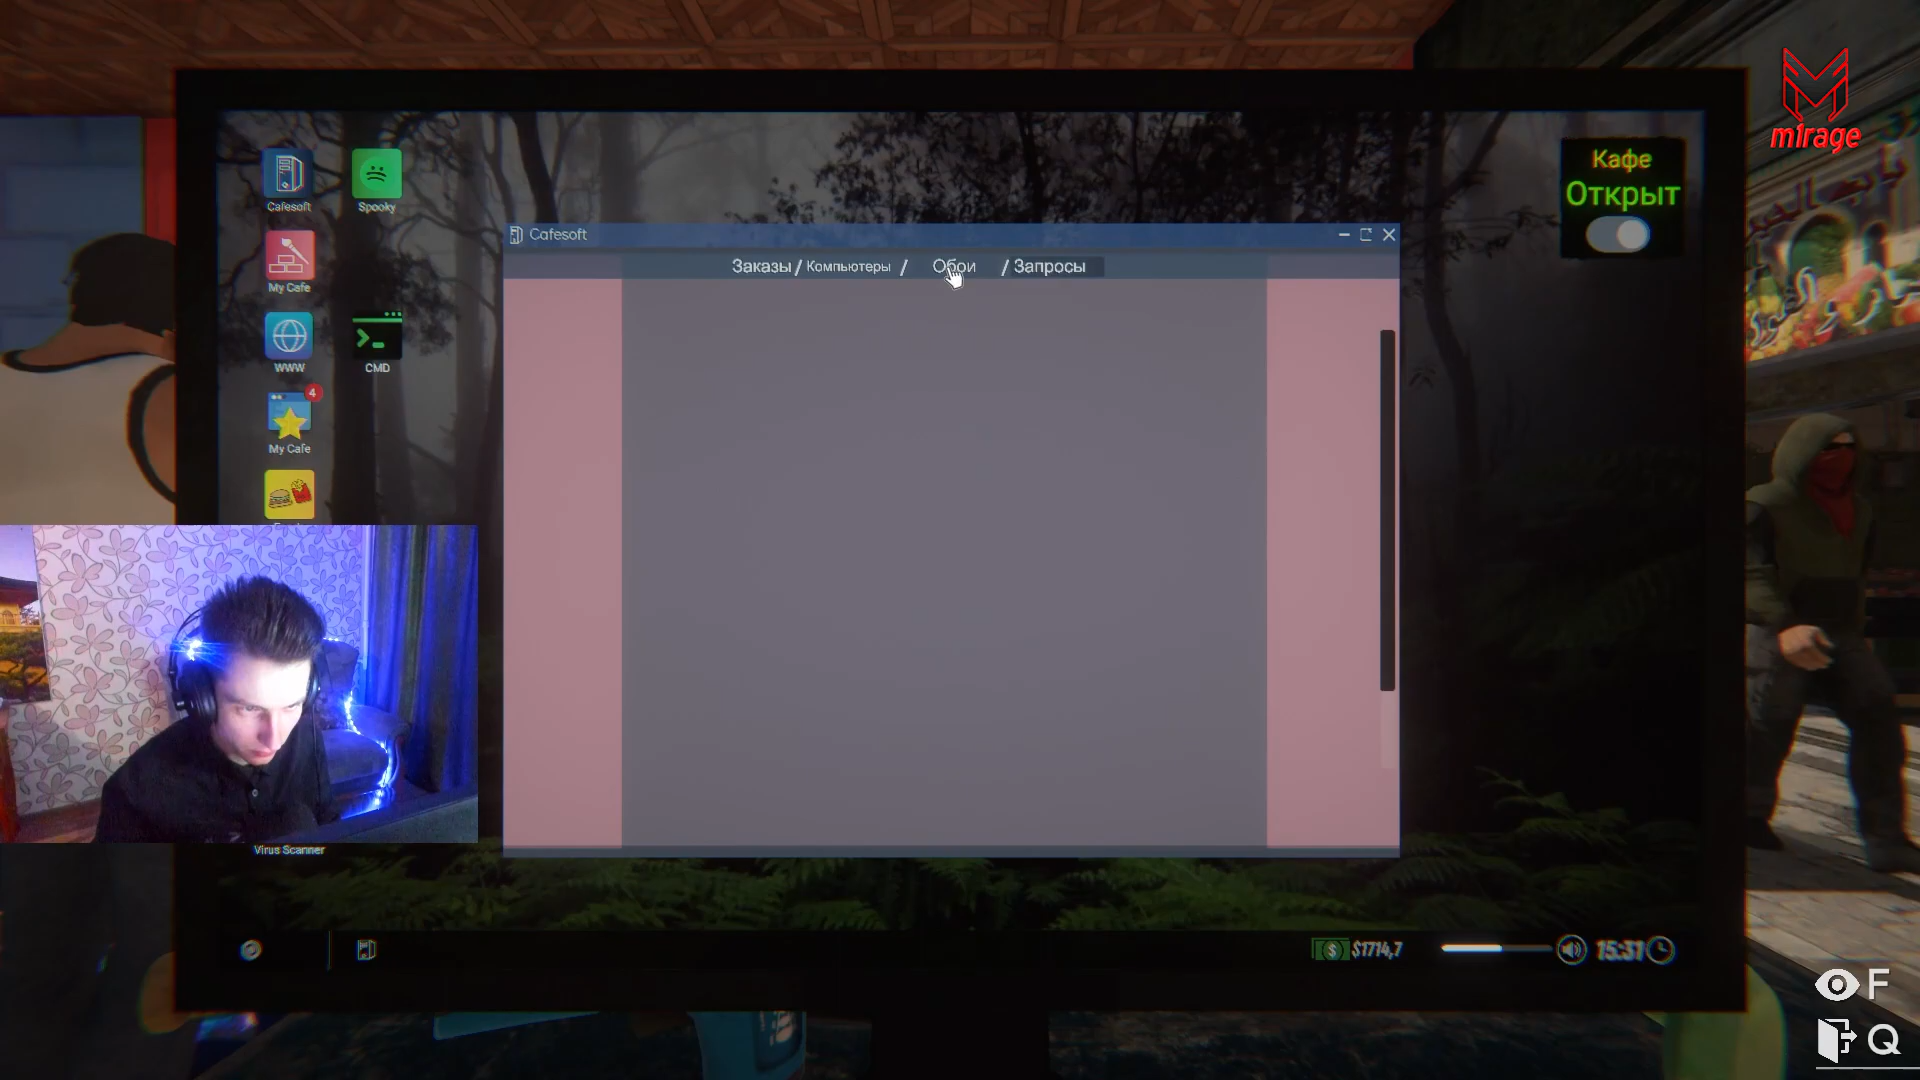 m1rage
Кафе
Открыт
Cafesoft
Spooky
My Cafe
WWW
CMD
4
My Cafe
Cafesoft
Заказы / Компьютеры / Обои / Запросы
Virus Scanner
$1714,7
15:31
F
Q